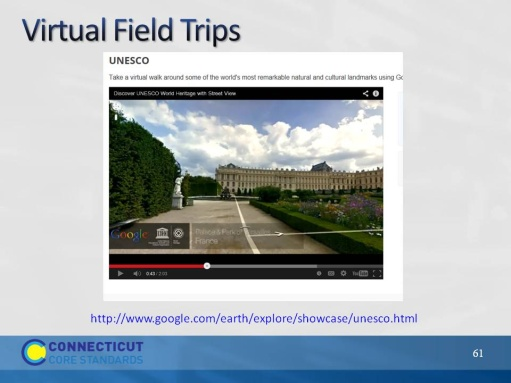 Virtual Field Trips
UNESCO
Take a virtual walk around some of the world's most remarkable natural and cultural landmarks using
Discover UNESCO World Heritage with Street View
Google
France
0:43 / 2:03
YouTube
http://www.google.com/earth/explore/showcase/unesco.html
CONNECTICUT
CORE STANDARDS
61